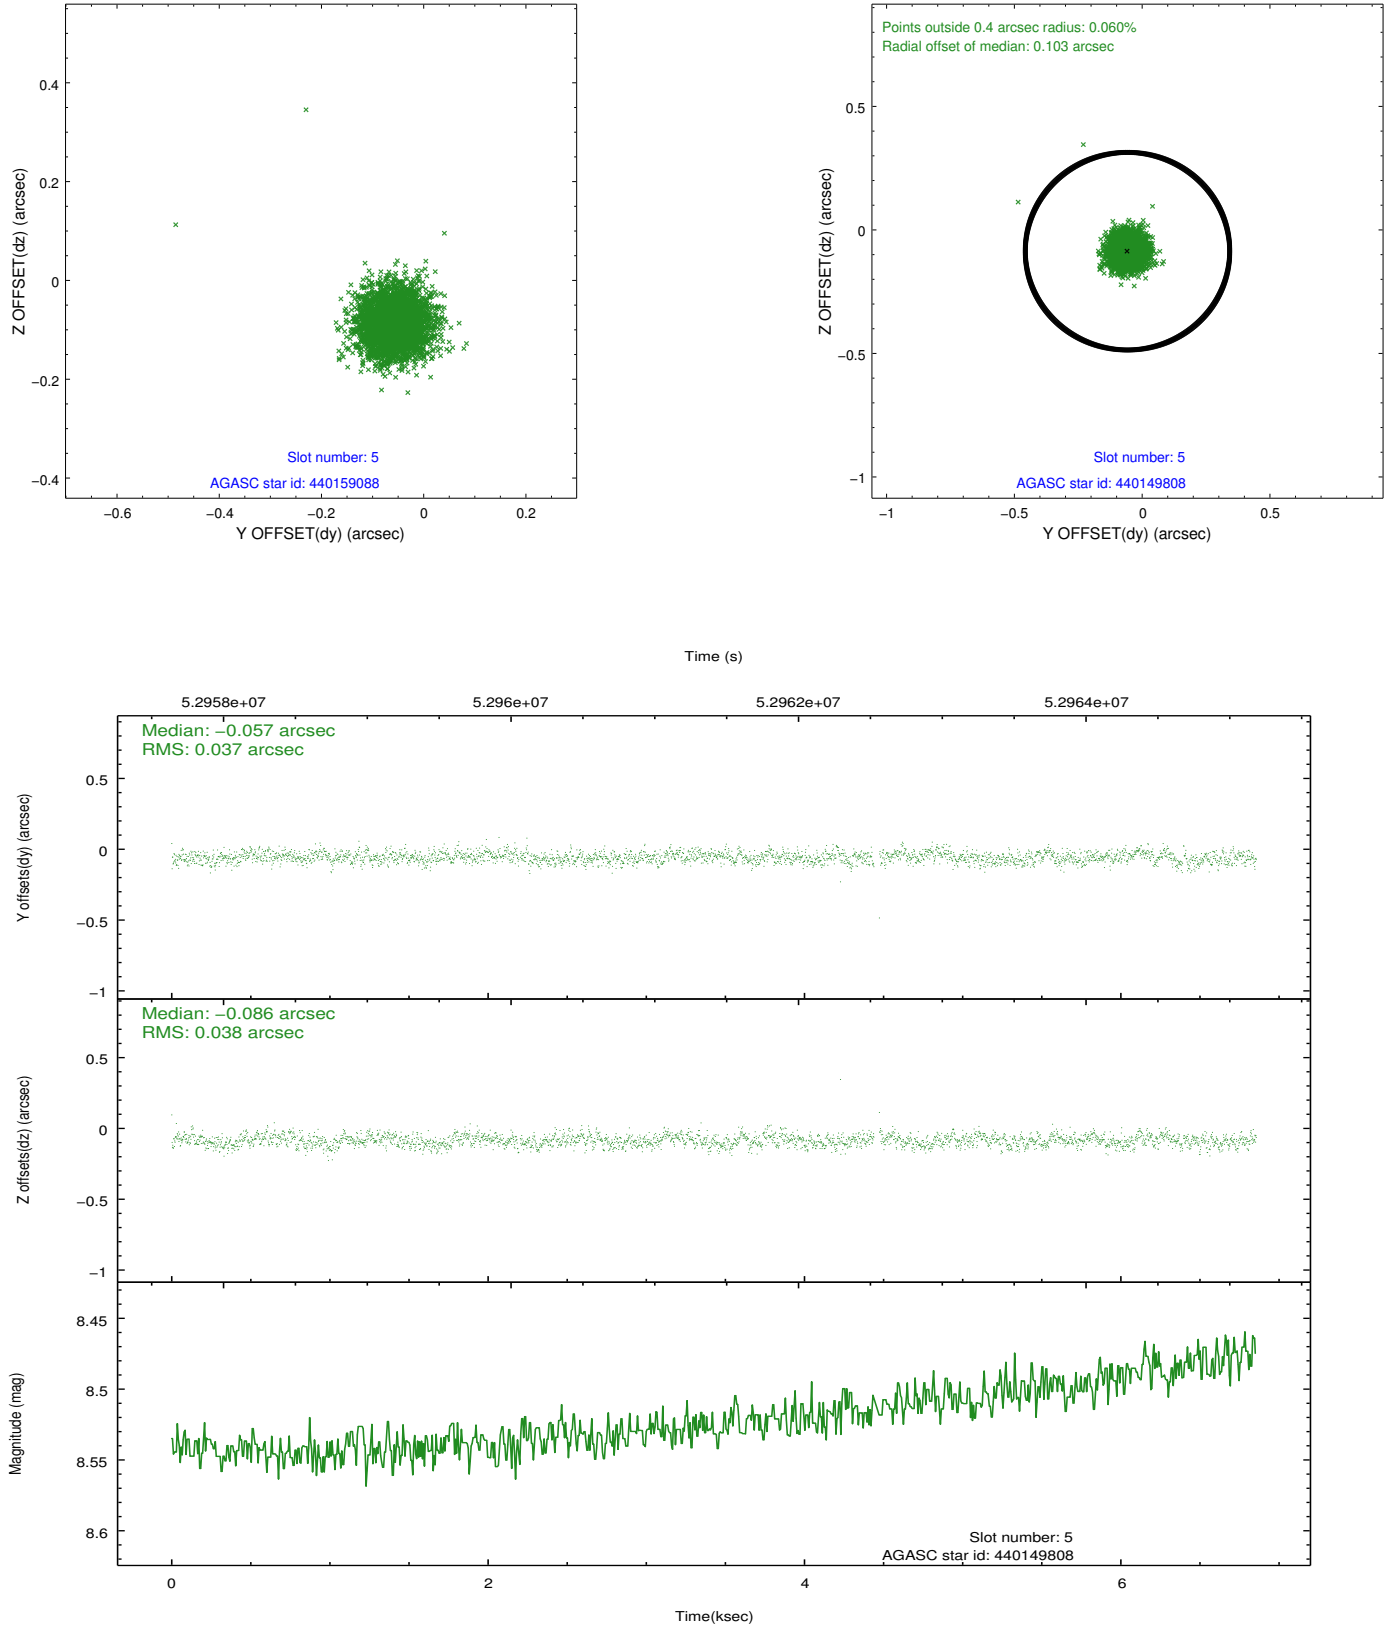 0.4
0.2
0
−0.2
−0.4
Z OFFSET(dz) (arcsec)
Slot number: 5
AGASC star id: 440159088
−0.6
−0.4
−0.2
0
0.2
Y OFFSET(dy) (arcsec)
Points outside 0.4 arcsec radius: 0.060%
Radial offset of median: 0.103 arcsec
0.5
0
−0.5
−1
Z OFFSET(dz) (arcsec)
Slot number: 5
AGASC star id: 440149808
−1
−0.5
0
0.5
Y OFFSET(dy) (arcsec)
Time (s)
5.2958e+07
5.296e+07
5.2962e+07
5.2964e+07
Median: −0.057 arcsec
RMS: 0.037 arcsec
0.5
0
−0.5
−1
Y offsets(dy) (arcsec)
Median: −0.086 arcsec
RMS: 0.038 arcsec
0.5
0
−0.5
−1
Z offsets(dz) (arcsec)
8.45
8.5
8.55
8.6
Magnitude (mag)
Slot number: 5
AGASC star id: 440149808
0
2
4
6
Time(ksec)